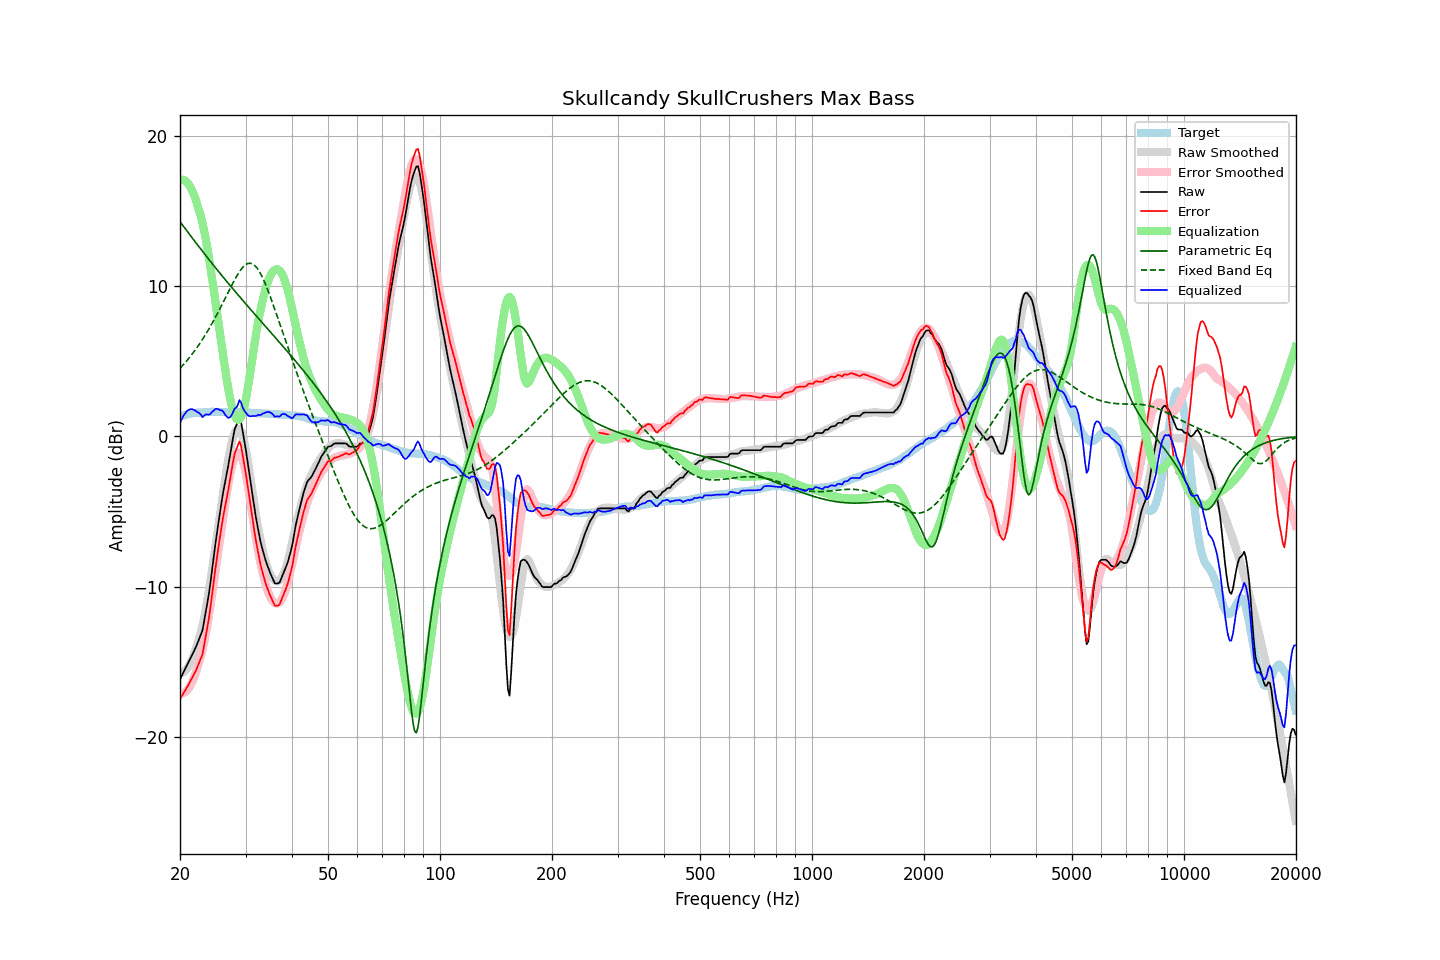 Skullcandy SkullCrushers Max Bass
Target
Raw Smoothed
Error Smoothed
Raw
Error
Equalization
Parametric Eq
Fixed Band Eq
Equalized
Amplitude (dBr)
20
10
0
−10
−20
20 50 100 200 500 1000 2000 5000 10000 20000
Frequency (Hz)